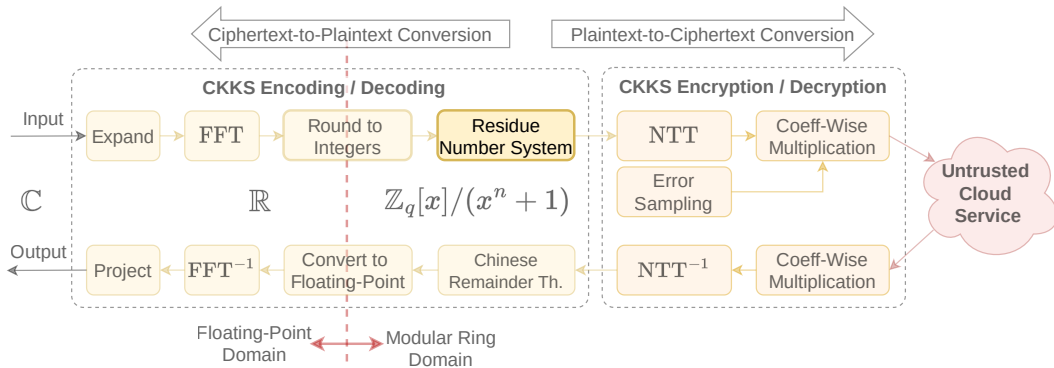 Ciphertext-to-Plaintext Conversion
Plaintext-to-Ciphertext Conversion
CKKS Encoding / Decoding
CKKS Encryption / Decryption
Input
Expand
FFT
Round to
Integers
Residue
Number System
NTT
Coeff-Wise
Multiplication
Error
Sampling
Untrusted
Cloud
Service
ℂ
ℝ
ℤ_q[x]/(x^n + 1)
Output
Project
FFT⁻¹
Convert to
Floating-Point
Chinese
Remainder Th.
NTT⁻¹
Coeff-Wise
Multiplication
Floating-Point
Domain
Modular Ring
Domain